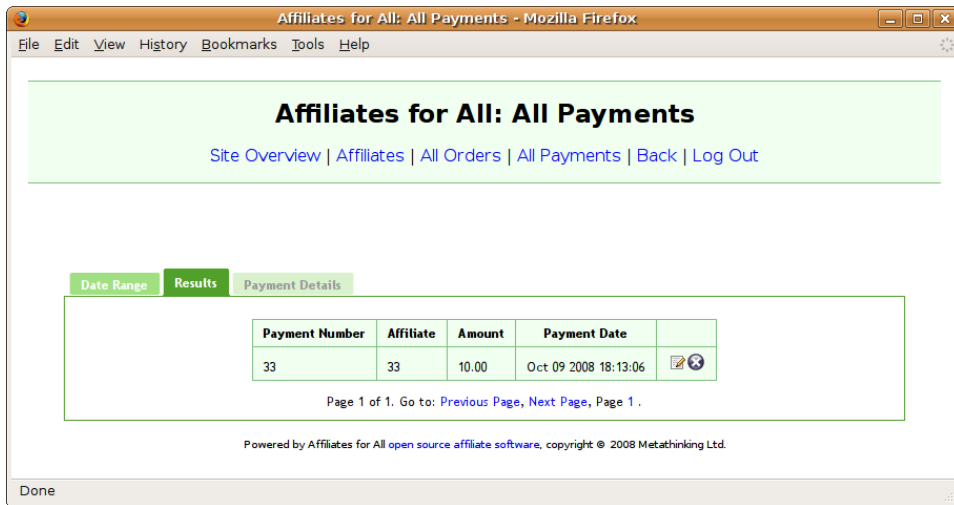 Affiliates for All: All Payments - Mozilla Firefox
File Edit View History Bookmarks Tools Help
Affiliates for All: All Payments
Site Overview | Affiliates | All Orders | All Payments | Back | Log Out
Date Range Results Payment Details
Payment Number Affiliate Amount Payment Date
33 33 10.00 Oct 09 2008 18:13:06
Page 1 of 1. Go to: Previous Page, Next Page, Page 1 .
Powered by Affiliates for All open source affiliate software, copyright © 2008 Metathinking Ltd.
Done